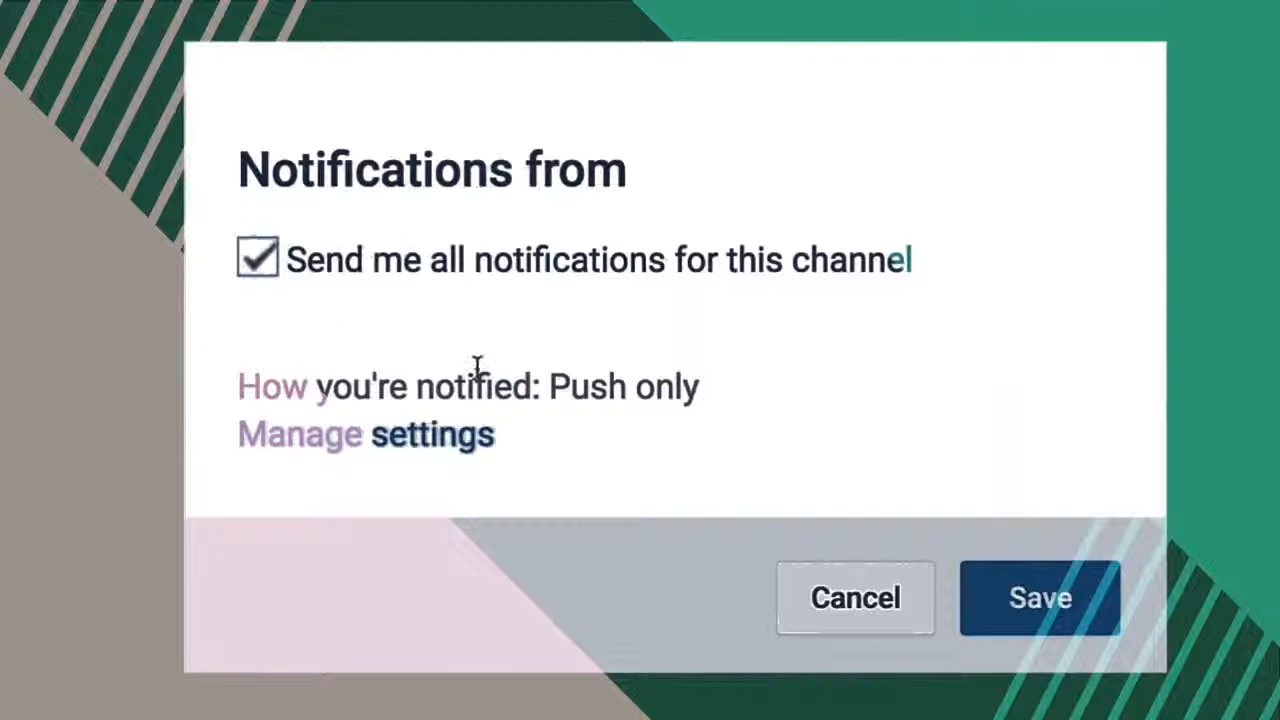 Notifications from
Send me all notifications for this channel
How you're notified: Push only
Manage settings
Cancel
Save